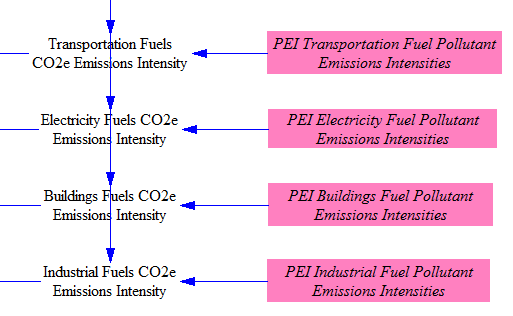 Transportation Fuels
CO2e Emissions Intensity
PEI Transportation Fuel Pollutant
Emissions Intensities
Electricity Fuels CO2e
Emissions Intensity
PEI Electricity Fuel Pollutant
Emissions Intensities
Buildings Fuels CO2e
Emissions Intensity
PEI Buildings Fuel Pollutant
Emissions Intensities
Industrial Fuels CO2e
Emissions Intensity
PEI Industrial Fuel Pollutant
Emissions Intensities